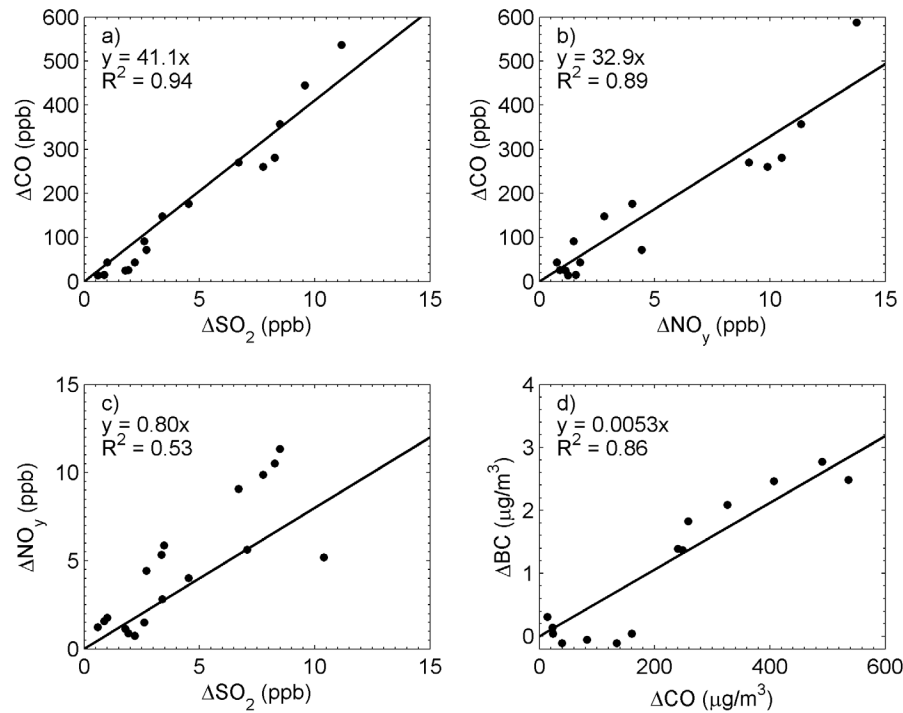 a)
y = 41.1x
R² = 0.94
600
500
400
300
200
100
0
ΔCO (ppb)
0 5 10 15
ΔSO₂ (ppb)
b)
y = 32.9x
R² = 0.89
600
500
400
300
200
100
0
ΔCO (ppb)
0 5 10 15
ΔNOy (ppb)
c)
y = 0.80x
R² = 0.53
15
10
5
0
ΔNOy (ppb)
0 5 10 15
ΔSO₂ (ppb)
d)
y = 0.0053x
R² = 0.86
4
3
2
1
0
ΔBC (μg/m³)
0 200 400 600
ΔCO (μg/m³)